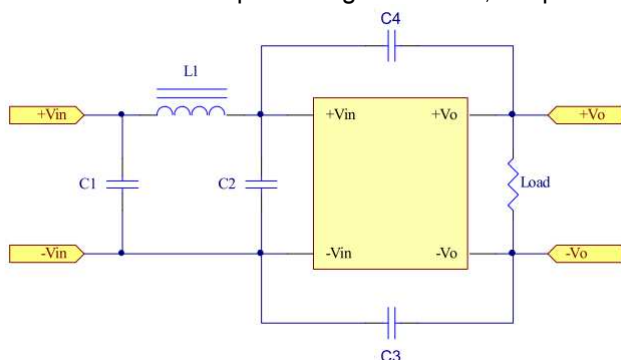 C4
L1
+Vin +Vin +Vo +Vo
C1 C2 Load
-Vin -Vin -Vo -Vo
C3